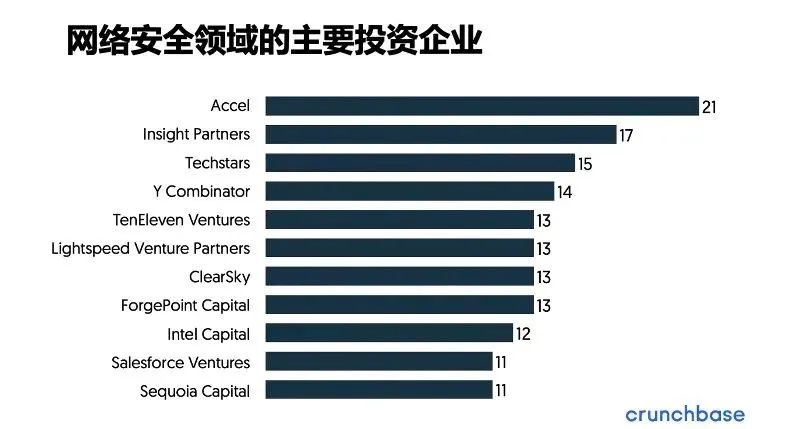 网络安全领域的主要投资企业
Accel 21
Insight Partners 17
Techstars 15
Y Combinator 14
TenEleven Ventures 13
Lightspeed Venture Partners 13
ClearSky 13
ForgePoint Capital 13
Intel Capital 12
Salesforce Ventures 11
Sequoia Capital 11
crunchbase